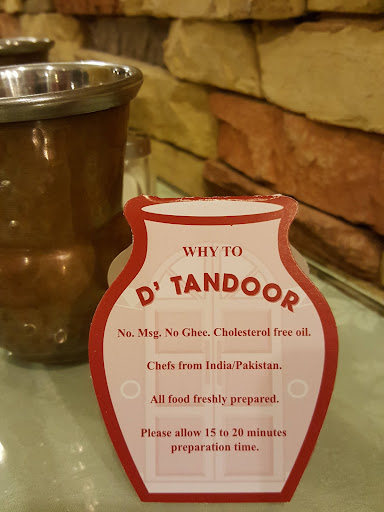 WHY TO
D' TANDOOR
No. Msg. No Ghee. Cholesterol free oil.
Chefs from India/Pakistan.
All food freshly prepared.
Please allow 15 to 20 minutes
preparation time.